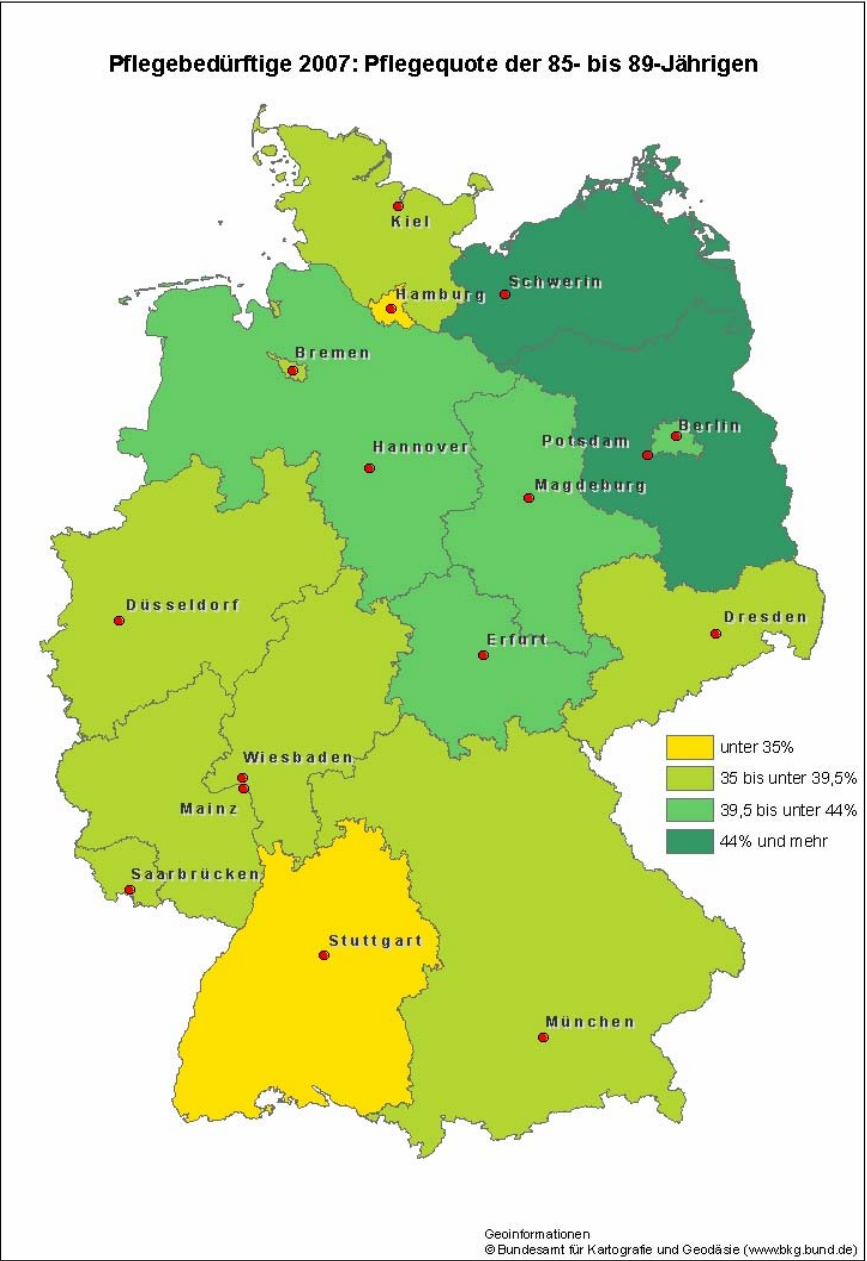 Pflegebedürftige 2007: Pflegequote der 85- bis 89-Jährigen
Kiel
Schwerin
Hamburg
Bremen
Berlin
Potsdam
Hannover
Magdeburg
Düsseldorf
Dresden
Erfurt
Wiesbaden
Mainz
Saarbrücken
Stuttgart
München
unter 35%
35 bis unter 39,5%
39,5 bis unter 44%
44% und mehr
Geoinformationen
© Bundesamt für Kartografie und Geodäsie (www.bkg.bund.de)